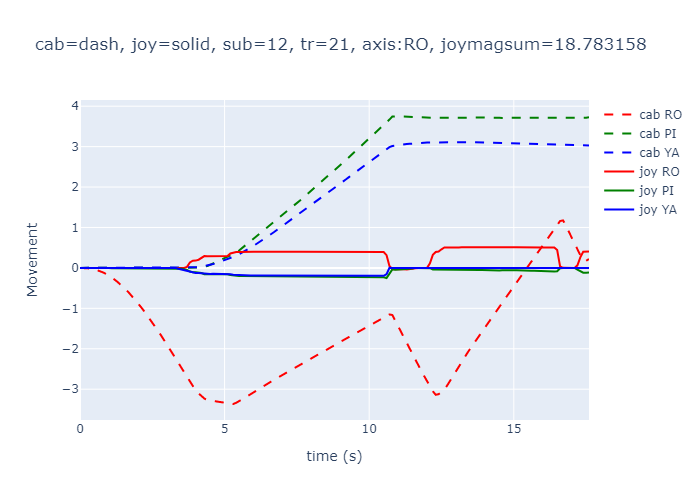 cab=dash, joy=solid, sub=12, tr=21, axis:RO, joymagsum=18.783158
4
3
2
1
0
−1
−2
−3
Movement
0
5
10
15
time (s)
cab RO
cab PI
cab YA
joy RO
joy PI
joy YA